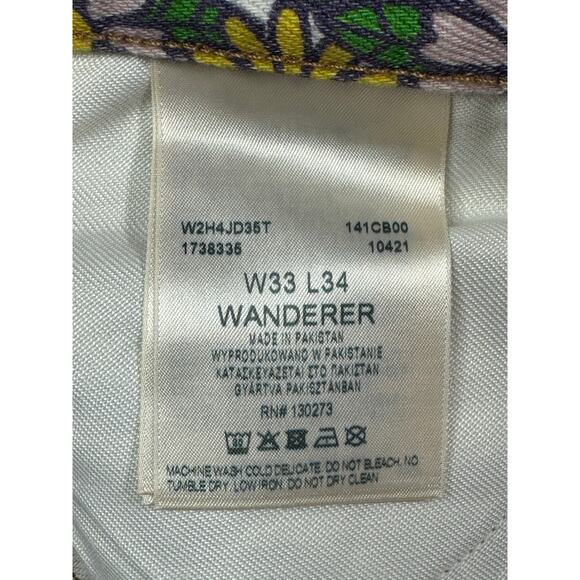 W2H4JD35T 141CB00
1738335 10421
W33 L34
WANDERER
MADE IN PAKISTAN
WYPRODUKOWANO W PAKISTANIE
ΚΑΤΑΣΚΕΥΑΖΕΤΑΙ ΣΤΟ ΠΑΚΙΣΤΑΝ
GYÁRTVA PAKISZTÁNBAN
RN# 130273
30
MACHINE WASH COLD DELICATE. DO NOT BLEACH. NO
TUMBLE DRY. LOW IRON. DO NOT DRY CLEAN